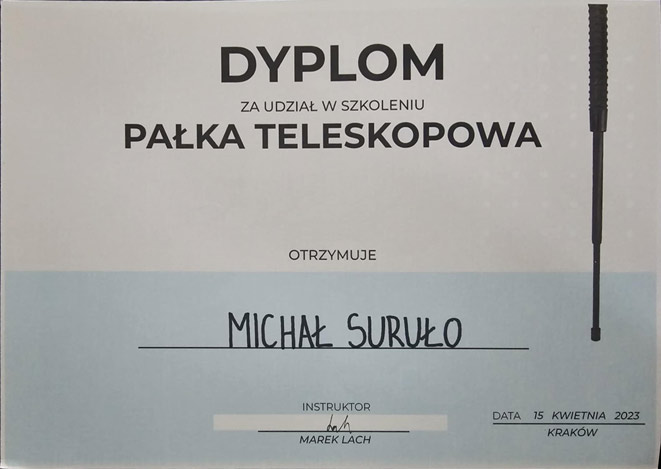 DYPLOM
ZA UDZIAŁ W SZKOLENIU
PAŁKA TELESKOPOWA
OTRZYMUJE
MICHAŁ SURUŁO
INSTRUKTOR
MAREK LACH
DATA 15 KWIETNIA 2023
KRAKÓW